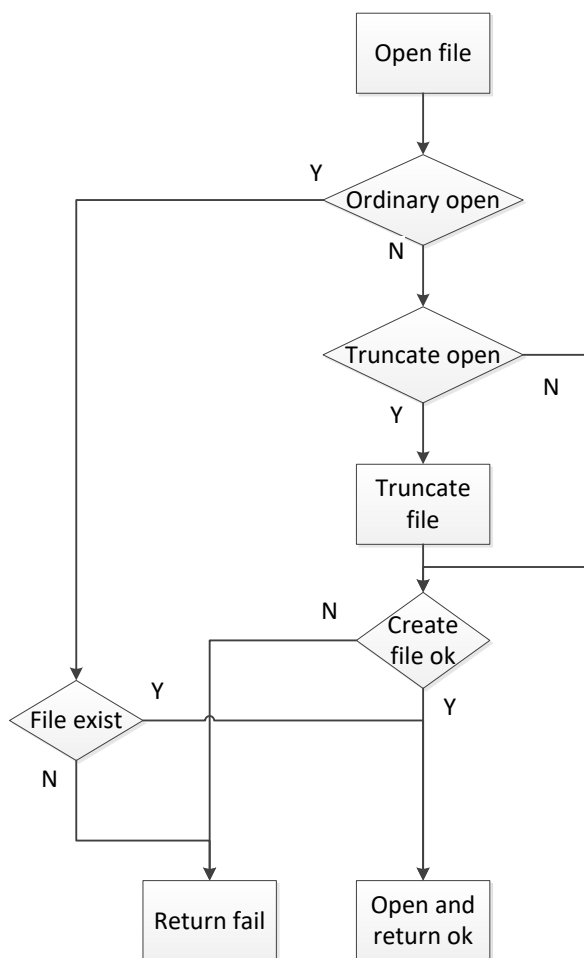 Open file
Y
Ordinary open
N
Truncate open
N
Y
Truncate
file
N
Create
file ok
Y
Y
File exist
N
Return fail
Open and
return ok